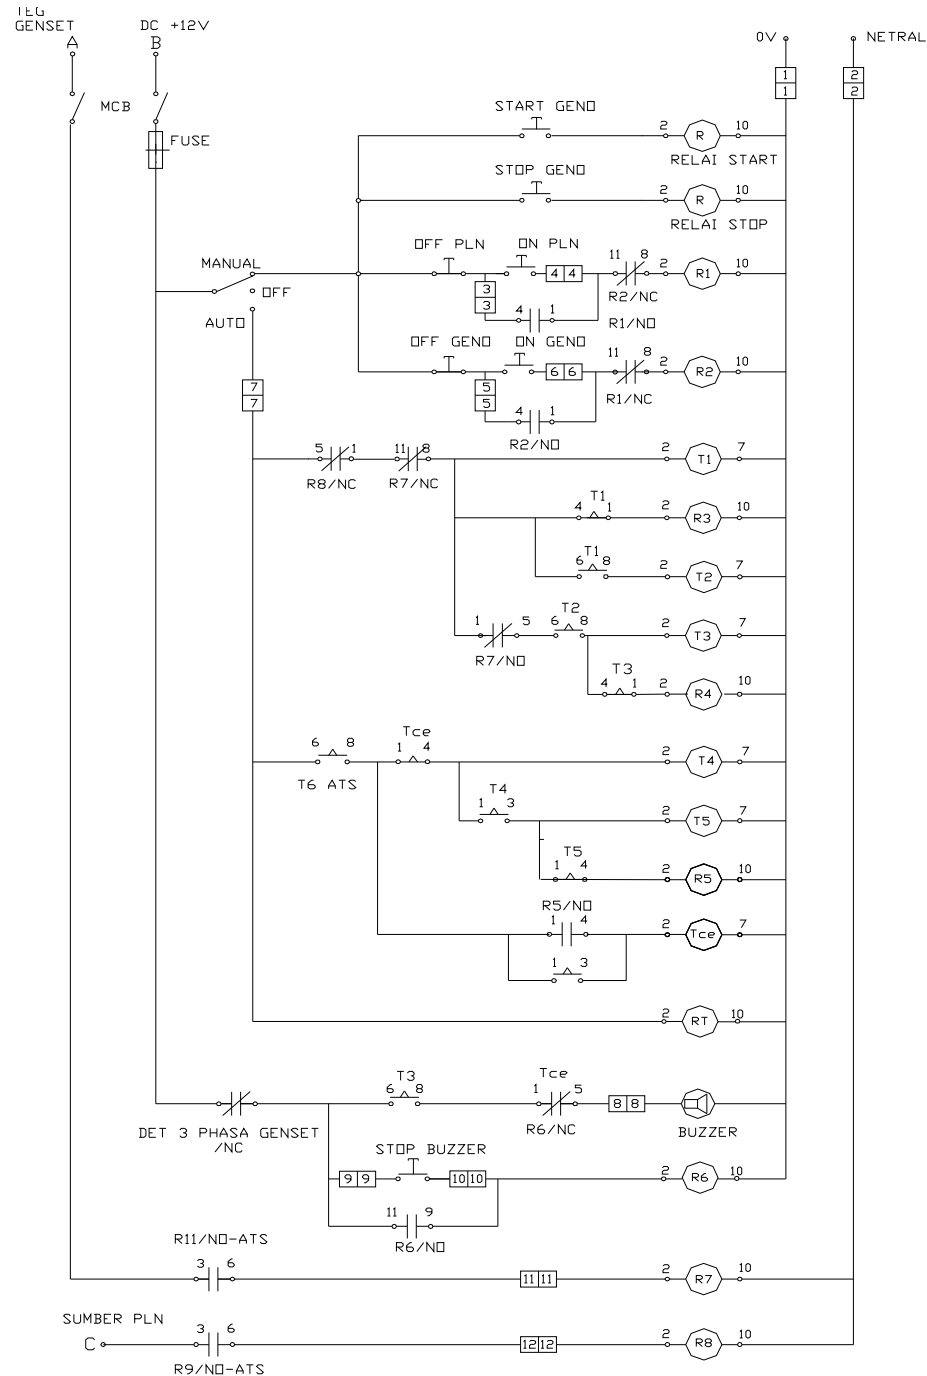 TEG
GENSET
A
DC +12V
B
0V
NETRAL
1
1
2
2
MCB
FUSE
START GEN0
2
R
10
RELAI START
STOP GEN0
2
R
10
RELAI STOP
MANUAL
OFF
AUTO
OFF PLN
ON PLN
4 4
3
3
11
8
R2/NC
2
R1
10
4
1
R1/NO
OFF GEN0
ON GEN0
6 6
5
5
11
8
R1/NC
2
R2
10
4
1
R2/NO
7
7
5
1
R8/NC
11
8
R7/NC
2
T1
7
T1
4
1
2
R3
10
T1
6
8
2
T2
7
1
5
R7/NO
T2
6
8
2
T3
7
T3
4
1
2
R4
10
6
8
T6 ATS
Tce
1
4
2
T4
7
T4
1
3
2
T5
7
T5
1
4
2
R5
10
R5/NO
1
4
2
Tce
7
1
3
2
RT
10
DET 3 PHASA GENSET
/NC
T3
6
8
Tce
1
5
R6/NC
8 8
BUZZER
STOP BUZZER
9 9
10 10
2
R6
10
11
9
R6/NO
R11/NO-ATS
3
6
11 11
2
R7
10
SUMBER PLN
C
3
6
R9/NO-ATS
12 12
2
R8
10